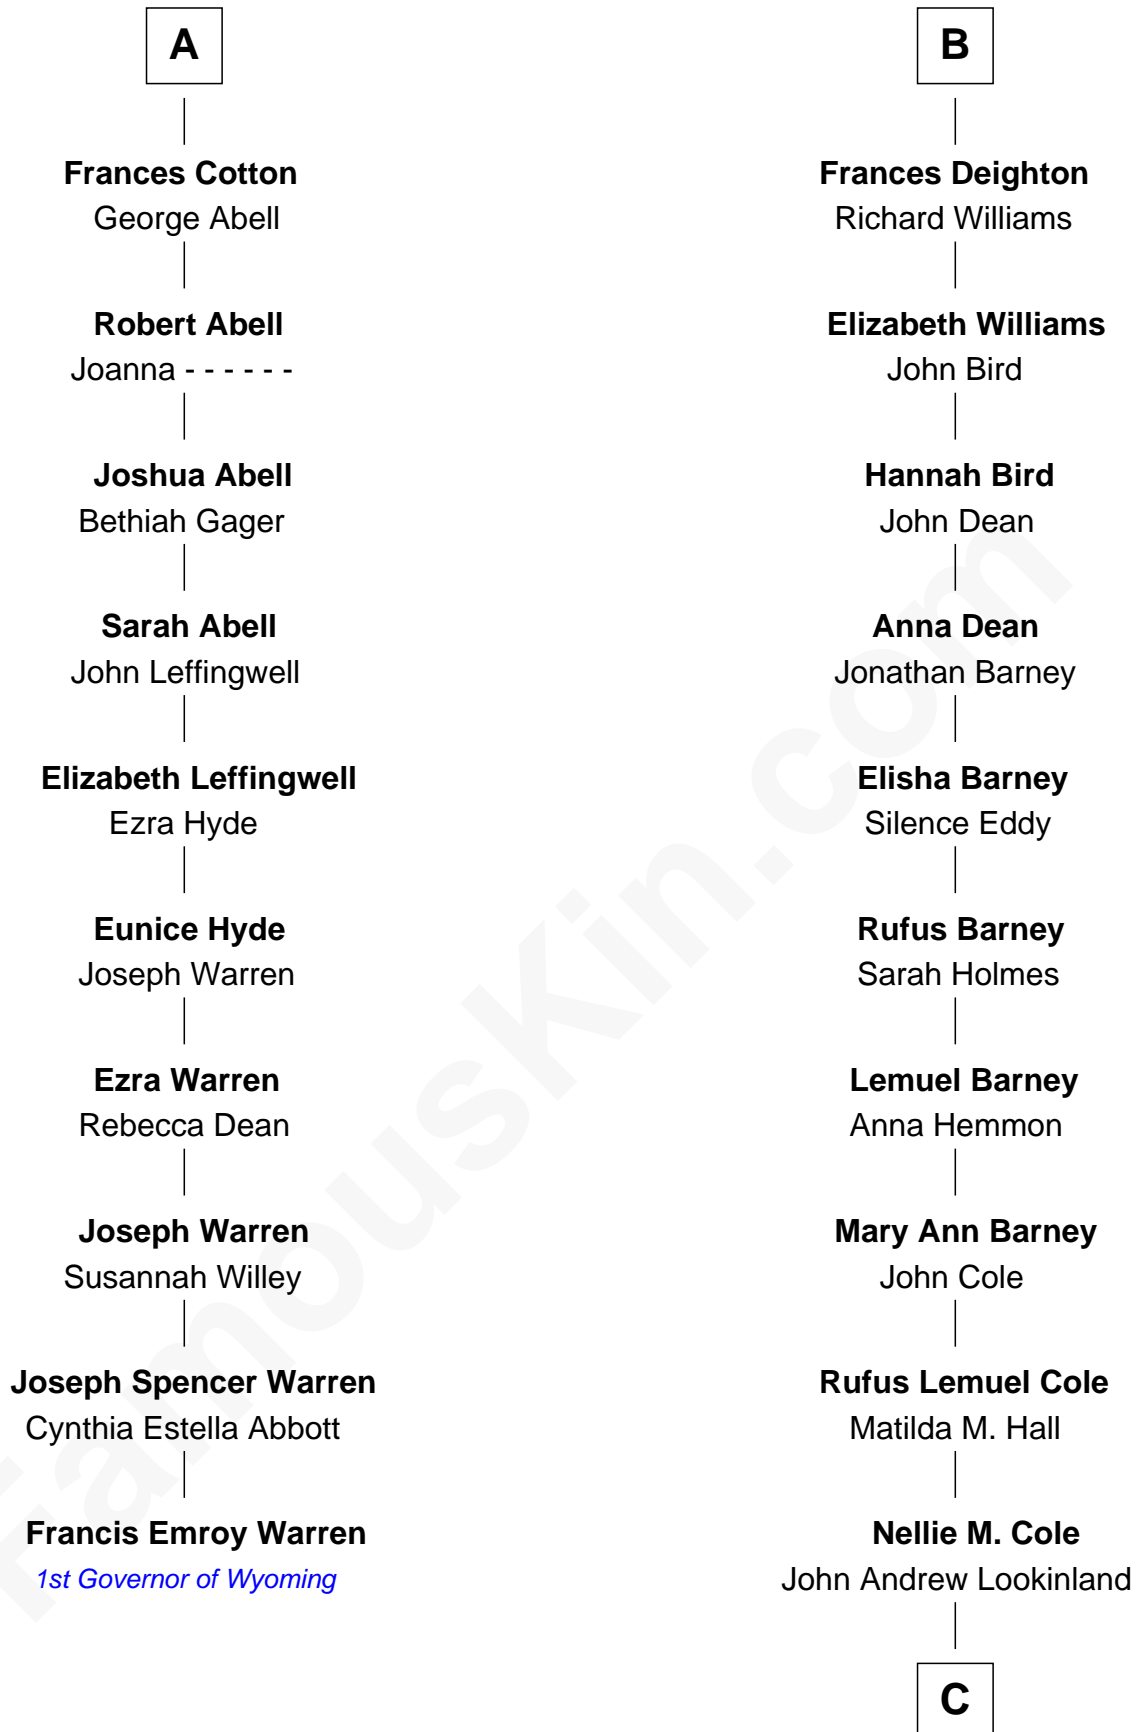 A
Frances Cotton
George Abell
Robert Abell
Joanna - - - - - -
Joshua Abell
Bethiah Gager
Sarah Abell
John Leffingwell
Elizabeth Leffingwell
Ezra Hyde
Eunice Hyde
Joseph Warren
Ezra Warren
Rebecca Dean
Joseph Warren
Susannah Willey
Joseph Spencer Warren
Cynthia Estella Abbott
Francis Emroy Warren
1st Governor of Wyoming
B
Frances Deighton
Richard Williams
Elizabeth Williams
John Bird
Hannah Bird
John Dean
Anna Dean
Jonathan Barney
Elisha Barney
Silence Eddy
Rufus Barney
Sarah Holmes
Lemuel Barney
Anna Hemmon
Mary Ann Barney
John Cole
Rufus Lemuel Cole
Matilda M. Hall
Nellie M. Cole
John Andrew Lookinland
C
FamousKin.com